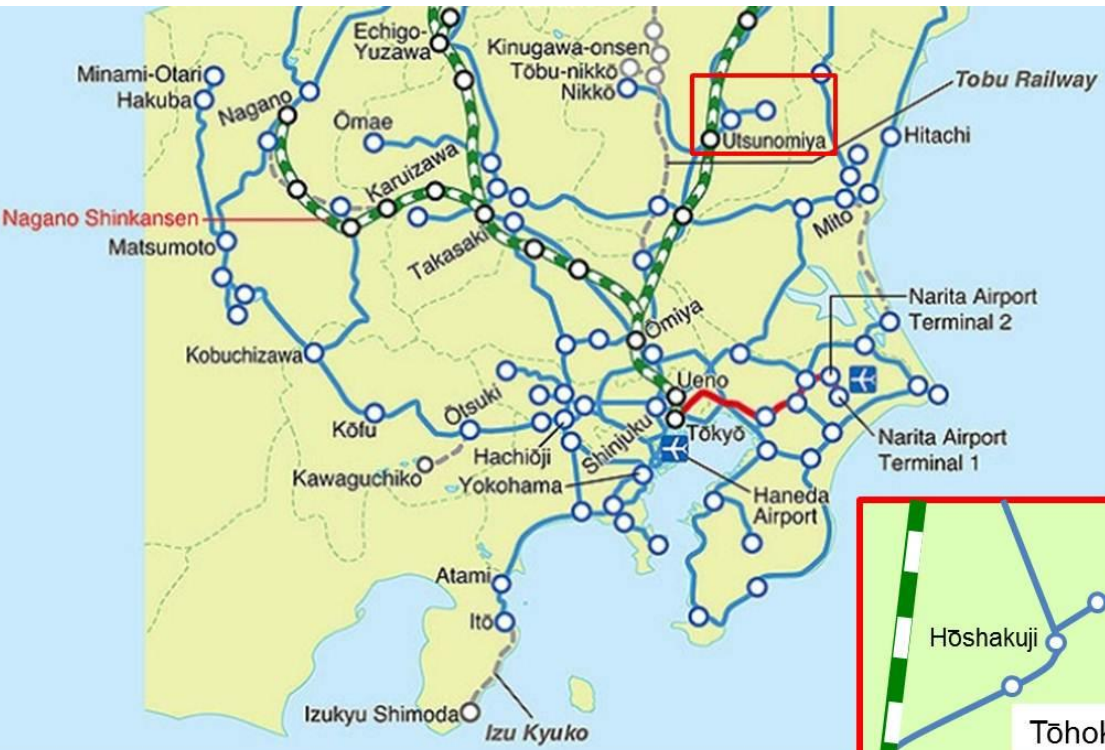 Echigo-
Yuzawa
Kinugawa-onsen
Tōbu-nikkō
Nikkō
Minami-Otari
Hakuba
Nagano
Ōmae
Tobu Railway
Utsunomiya
Hitachi
Karuizawa
Nagano Shinkansen
Matsumoto
Takasaki
Mito
Narita Airport
Terminal 2
Ōmiya
Kobuchizawa
Ueno
Ōtsuki
Kōfu
Shinjuku
Tōkyō
Hachiōji
Narita Airport
Terminal 1
Kawaguchiko
Yokohama
Haneda
Airport
Atami
Itō
Hōshakuji
Izukyu Shimoda
Izu Kyuko